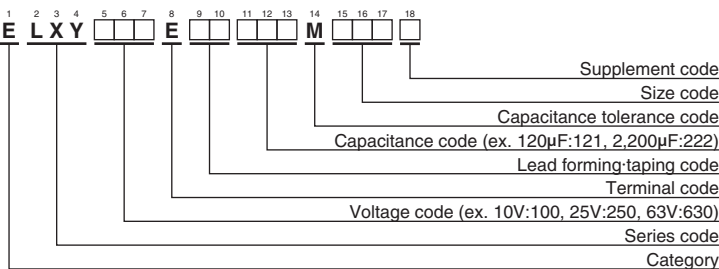 1 2 3 4 5 6 7 8 9 10 11 12 13 14 15 16 17 18
E L X Y □□□ E □□ □□□ M □□□ □
Supplement code
Size code
Capacitance tolerance code
Capacitance code (ex. 120µF:121, 2,200µF:222)
Lead forming·taping code
Terminal code
Voltage code (ex. 10V:100, 25V:250, 63V:630)
Series code
Category